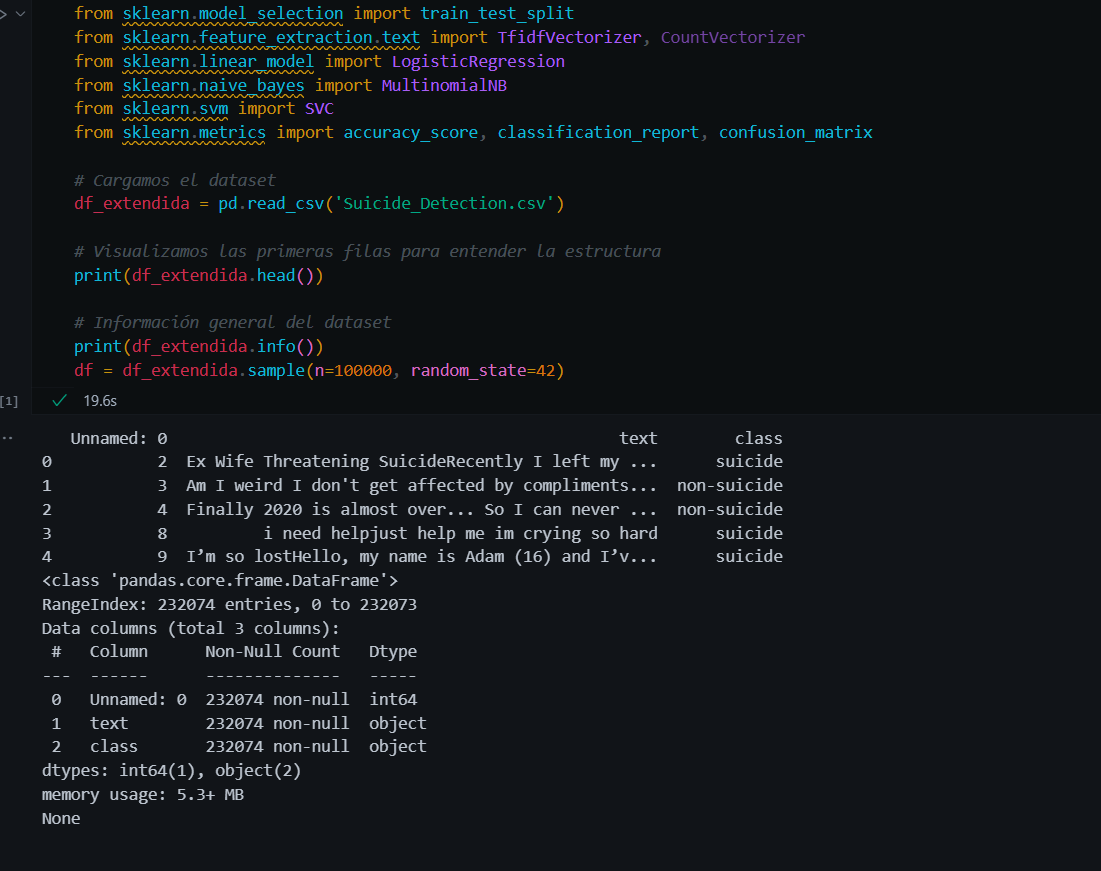 from sklearn.model_selection import train_test_split
from sklearn.feature_extraction.text import TfidfVectorizer, CountVectorizer
from sklearn.linear_model import LogisticRegression
from sklearn.naive_bayes import MultinomialNB
from sklearn.svm import SVC
from sklearn.metrics import accuracy_score, classification_report, confusion_matrix
# Cargamos el dataset
df_extendida = pd.read_csv('Suicide_Detection.csv')
# Visualizamos las primeras filas para entender la estructura
print(df_extendida.head())
# Información general del dataset
print(df_extendida.info())
df = df_extendida.sample(n=100000, random_state=42)
[1] ✓ 19.6s
Unnamed: 0 text class
0 2 Ex Wife Threatening SuicideRecently I left my ... suicide
1 3 Am I weird I don't get affected by compliments... non-suicide
2 4 Finally 2020 is almost over... So I can never ... non-suicide
3 8 i need helpjust help me im crying so hard suicide
4 9 I’m so lostHello, my name is Adam (16) and I’v... suicide
<class 'pandas.core.frame.DataFrame'>
RangeIndex: 232074 entries, 0 to 232073
Data columns (total 3 columns):
# Column Non-Null Count Dtype
--- ------ -------------- -----
0 Unnamed: 0 232074 non-null int64
1 text 232074 non-null object
2 class 232074 non-null object
dtypes: int64(1), object(2)
memory usage: 5.3+ MB
None